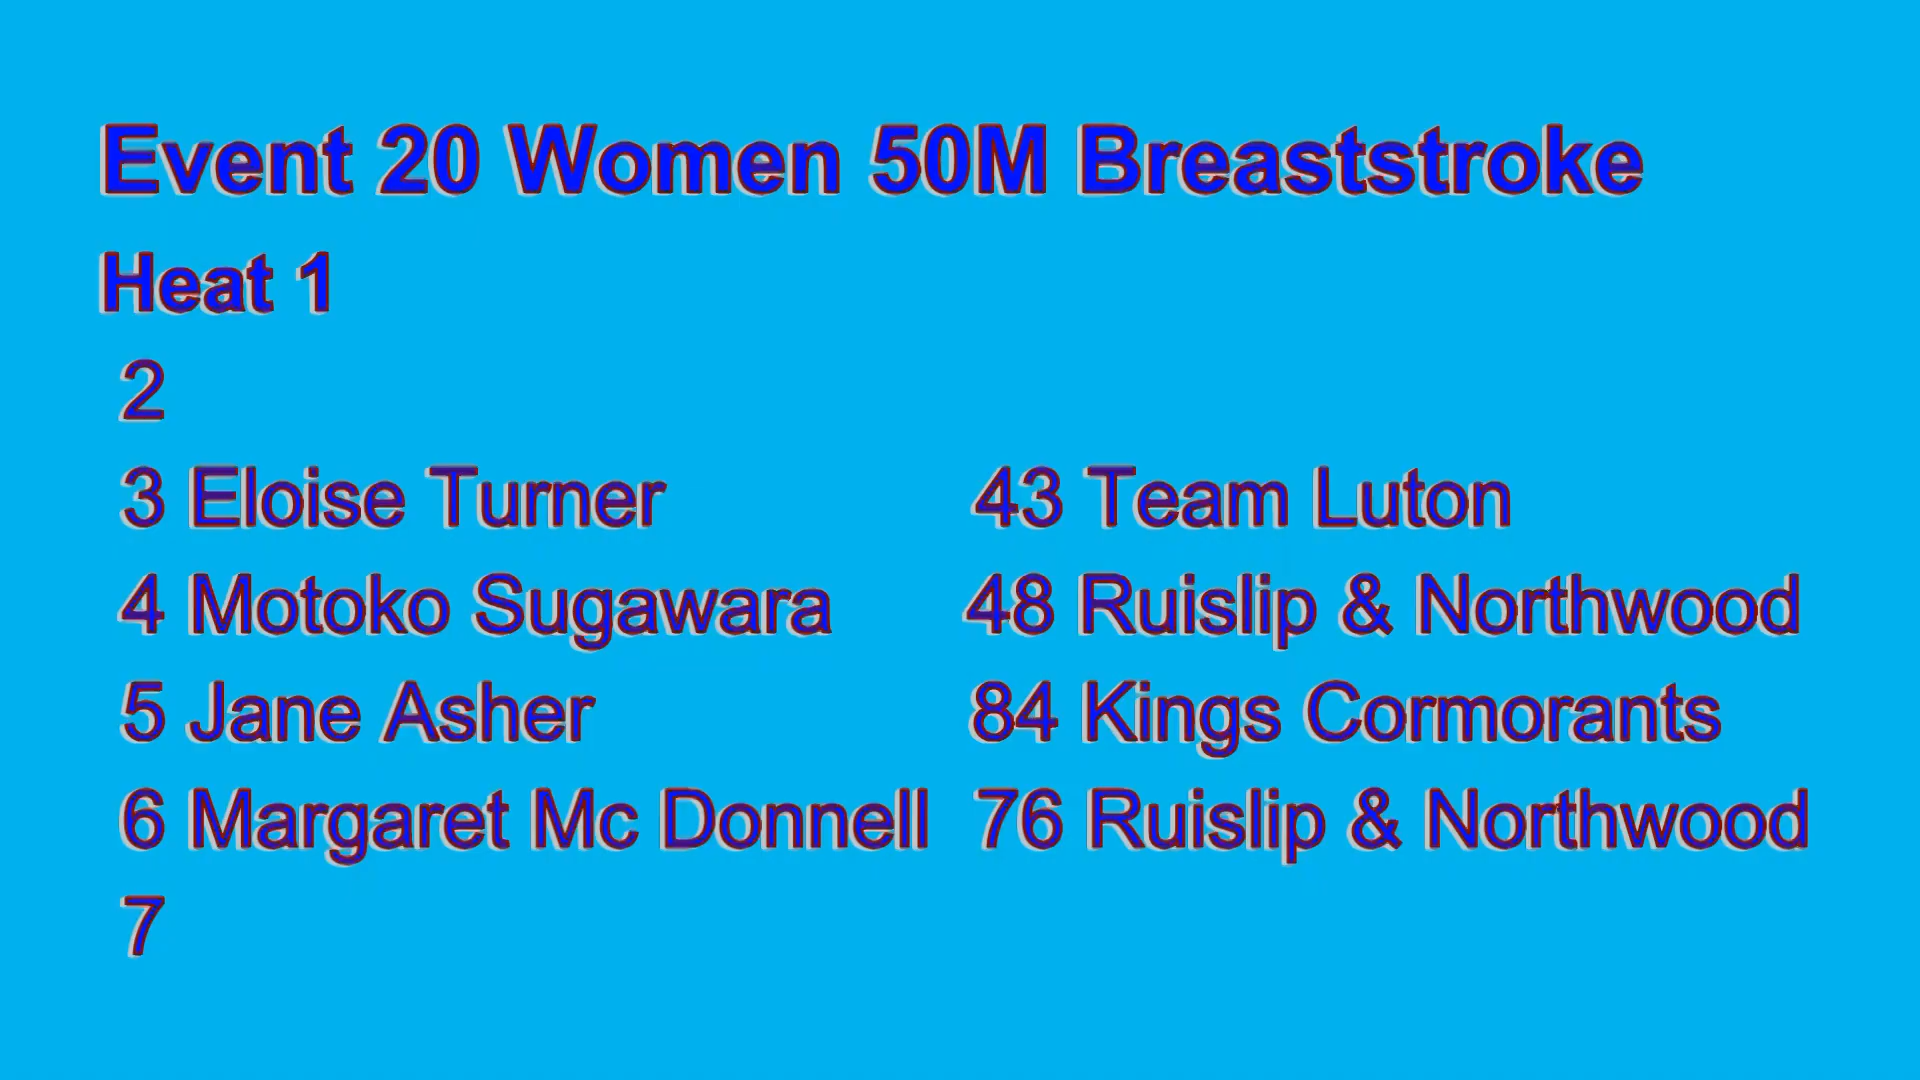 Event 20 Women 50M Breaststroke
Heat 1
2
3 Eloise Turner 43 Team Luton
4 Motoko Sugawara 48 Ruislip & Northwood
5 Jane Asher 84 Kings Cormorants
6 Margaret Mc Donnell 76 Ruislip & Northwood
7